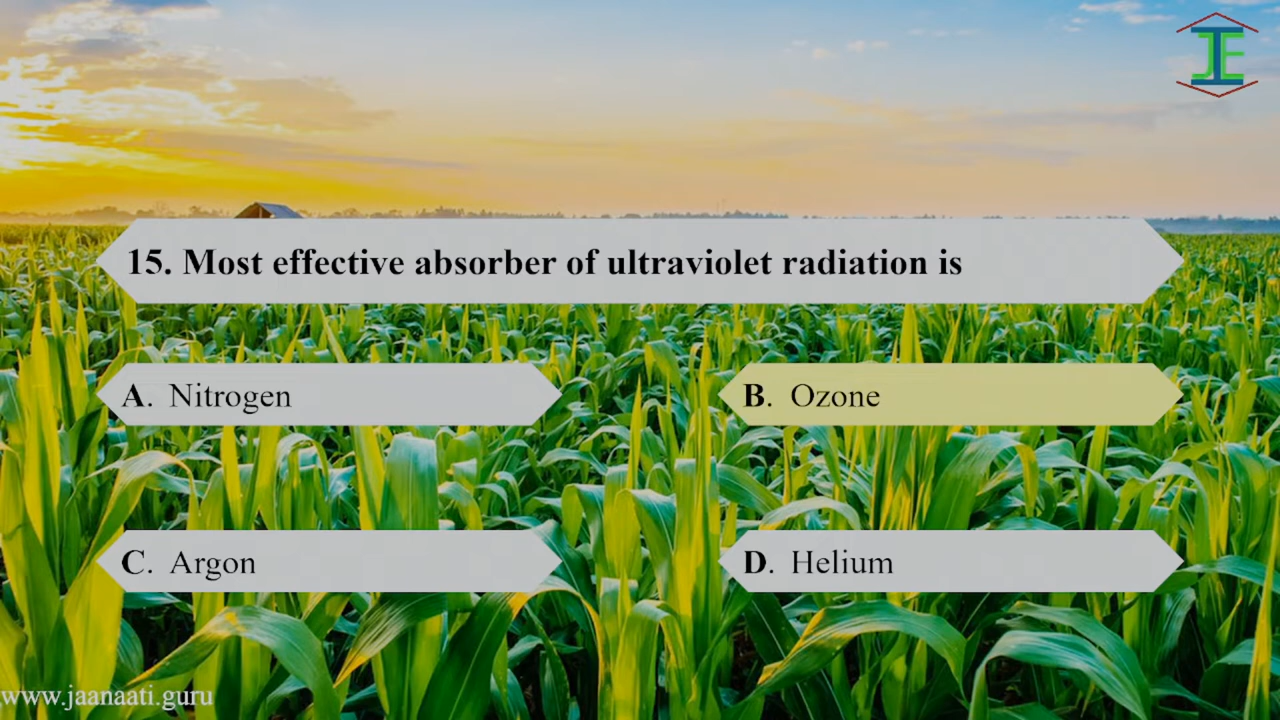 15. Most effective absorber of ultraviolet radiation is
A. Nitrogen
B. Ozone
C. Argon
D. Helium
www.jaanaati.guru